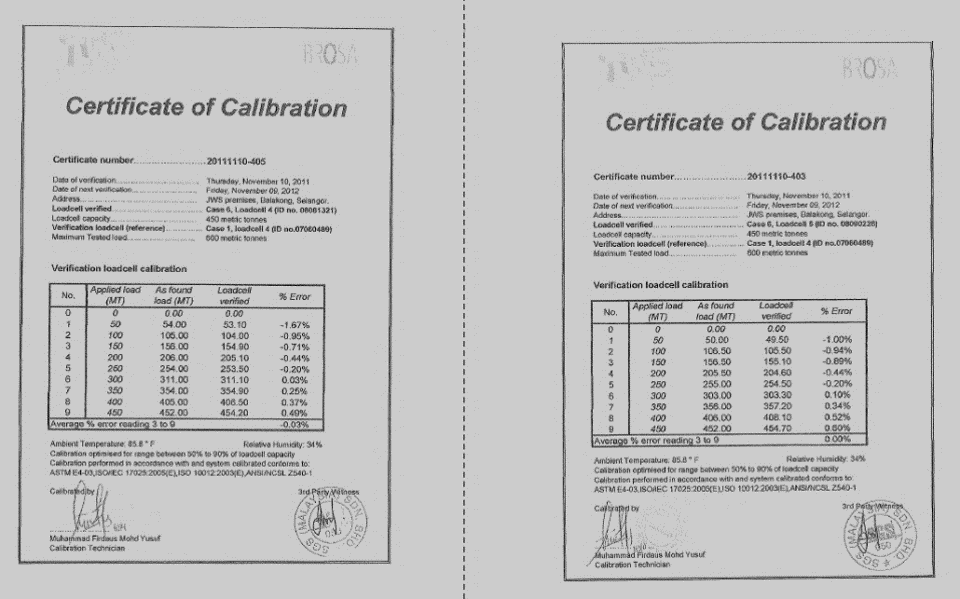 BROSA
Certificate of Calibration
Certificate number 20111110-405
Date of verification Thursday, November 10, 2011
Date of next verification Friday, November 09, 2012
Address JWS premises, Balakong, Selangor.
Loadcell verified Case 6, Loadcell 4 (ID no. 08081321)
Loadcell capacity 450 metric tonnes
Verification loadcell (reference) Case 1, loadcell 4 (ID no.07060489)
Maximum Tested load 600 metric tonnes
Verification loadcell calibration
No. Applied load (MT) As found load (MT) Loadcell verified % Error
0 0 0.00 0.00
1 50 54.00 53.10 -1.67%
2 100 105.00 104.00 -0.95%
3 150 156.00 154.90 -0.71%
4 200 206.00 205.10 -0.44%
5 250 254.00 253.50 -0.20%
6 300 311.00 311.10 0.03%
7 350 354.00 354.90 0.25%
8 400 405.00 406.50 0.37%
9 450 452.00 454.20 0.49%
Average % error reading 3 to 9 -0.03%
Ambient Temperature: 85.8 ° F Relative Humidity: 34%
Calibration optimised for range between 50% to 90% of loadcell capacity
Calibration performed in accordance with and system calibrated conforms to:
ASTM E4-03,ISO/IEC 17025:2005(E),ISO 10012:2003(E),ANSI/NCSL Z540-1
Calibrated by 3rd Party Witness
SGS (MALAYSIA) SDN. BHD.
Muhammad Firdaus Mohd Yusuf
Calibration Technician
BROSA
Certificate of Calibration
Certificate number 20111110-403
Date of verification Thursday, November 10, 2011
Date of next verification Friday, November 09, 2012
Address JWS premises, Balakong, Selangor.
Loadcell verified Case 6, Loadcell 5 (ID no. 08090226)
Loadcell capacity 450 metric tonnes
Verification loadcell (reference) Case 1, loadcell 4 (ID no.07060489)
Maximum Tested load 600 metric tonnes
Verification loadcell calibration
No. Applied load (MT) As found load (MT) Loadcell verified % Error
0 0 0.00 0.00
1 50 50.00 49.50 -1.00%
2 100 106.50 105.50 -0.94%
3 150 156.50 155.10 -0.89%
4 200 205.50 204.60 -0.44%
5 250 255.00 254.50 -0.20%
6 300 303.00 303.30 0.10%
7 350 356.00 357.20 0.34%
8 400 406.00 408.10 0.52%
9 450 452.00 454.70 0.60%
Average % error reading 3 to 9 0.00%
Ambient Temperature: 85.8 ° F Relative Humidity: 34%
Calibration optimised for range between 50% to 90% of loadcell capacity
Calibration performed in accordance with and system calibrated conforms to:
ASTM E4-03,ISO/IEC 17025:2005(E),ISO 10012:2003(E),ANSI/NCSL Z540-1
Calibrated by 3rd Party Witness
SGS (MALAYSIA) SDN. BHD.
Muhammad Firdaus Mohd Yusuf
Calibration Technician